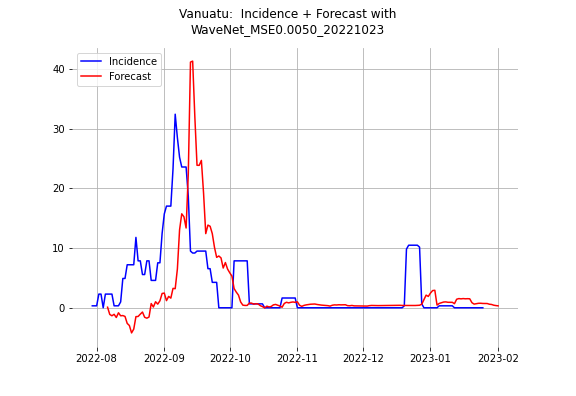 Vanuatu:  Incidence + Forecast with
WaveNet_MSE0.0050_20221023
Incidence
Forecast
40
30
20
10
0
2022-08 2022-09 2022-10 2022-11 2022-12 2023-01 2023-02